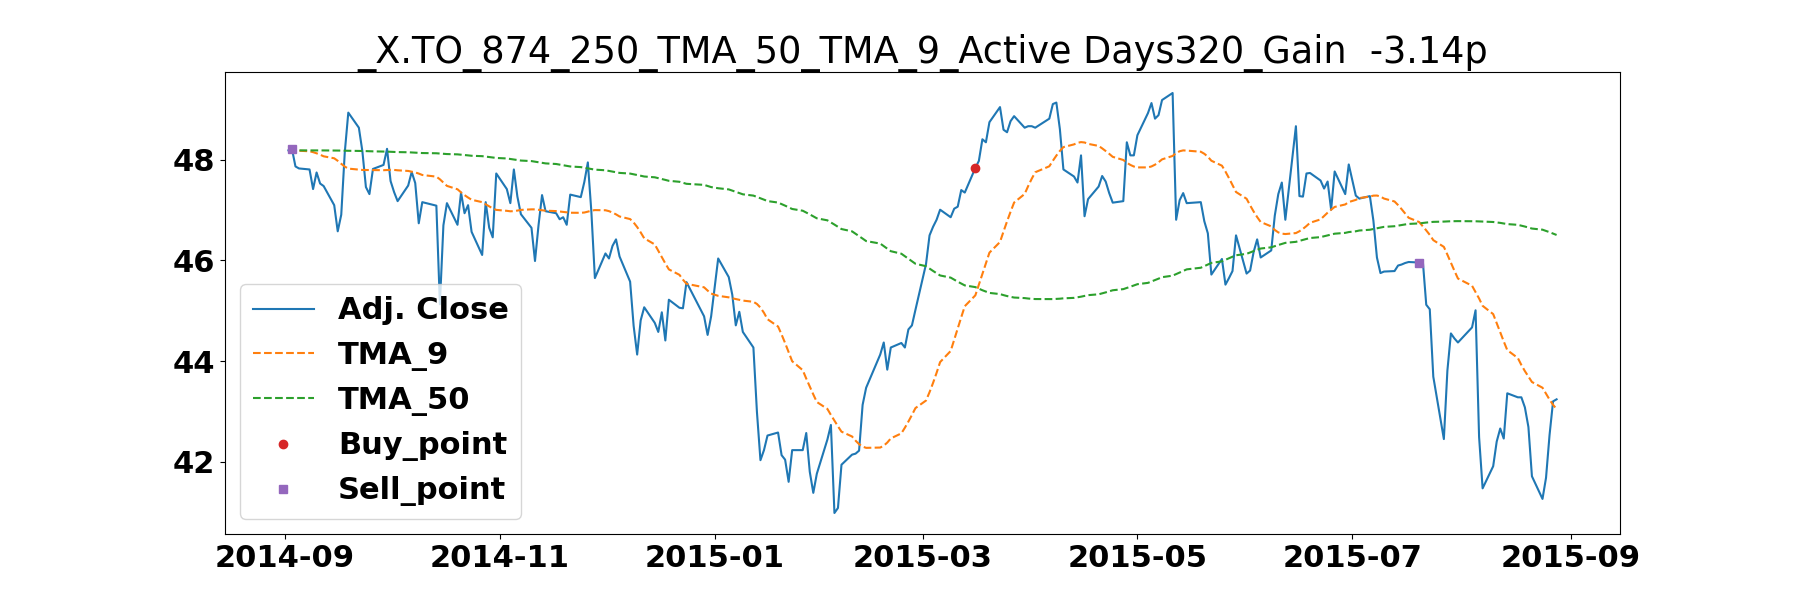 _X.TO_874_250_TMA_50_TMA_9_Active Days320_Gain  -3.14p
48
46
44
42
Adj. Close
TMA_9
TMA_50
Buy_point
Sell_point
2014-09 2014-11 2015-01 2015-03 2015-05 2015-07 2015-09